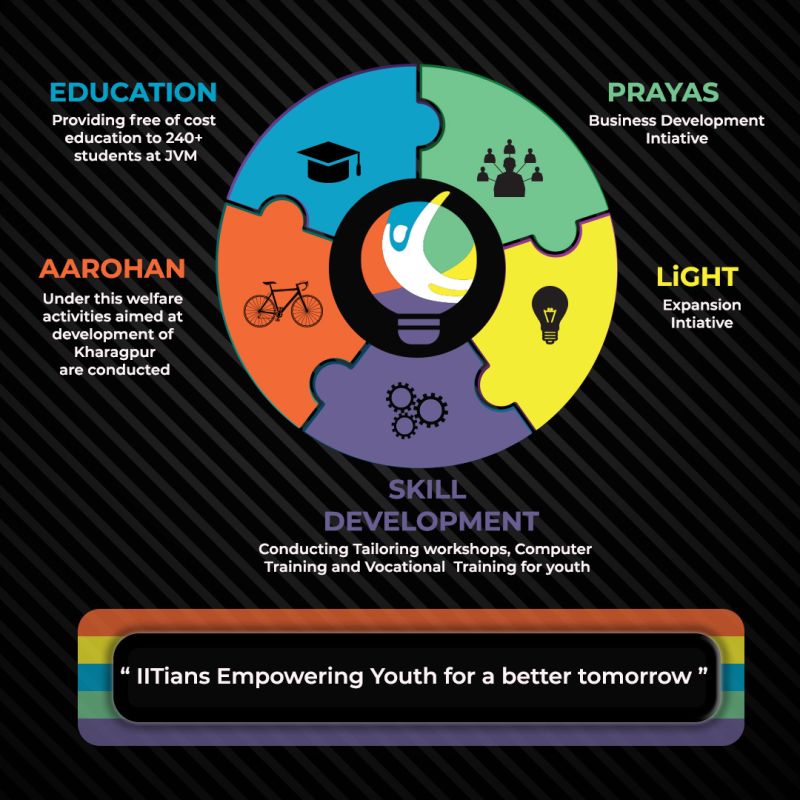 EDUCATION
Providing free of cost
education to 240+
students at JVM
PRAYAS
Business Development
Intiative
AAROHAN
Under this welfare
activities aimed at
development of
Kharagpur
are conducted
LiGHT
Expansion
Intiative
SKILL
DEVELOPMENT
Conducting Tailoring workshops, Computer
Training and Vocational Training for youth
“ IITians Empowering Youth for a better tomorrow ”